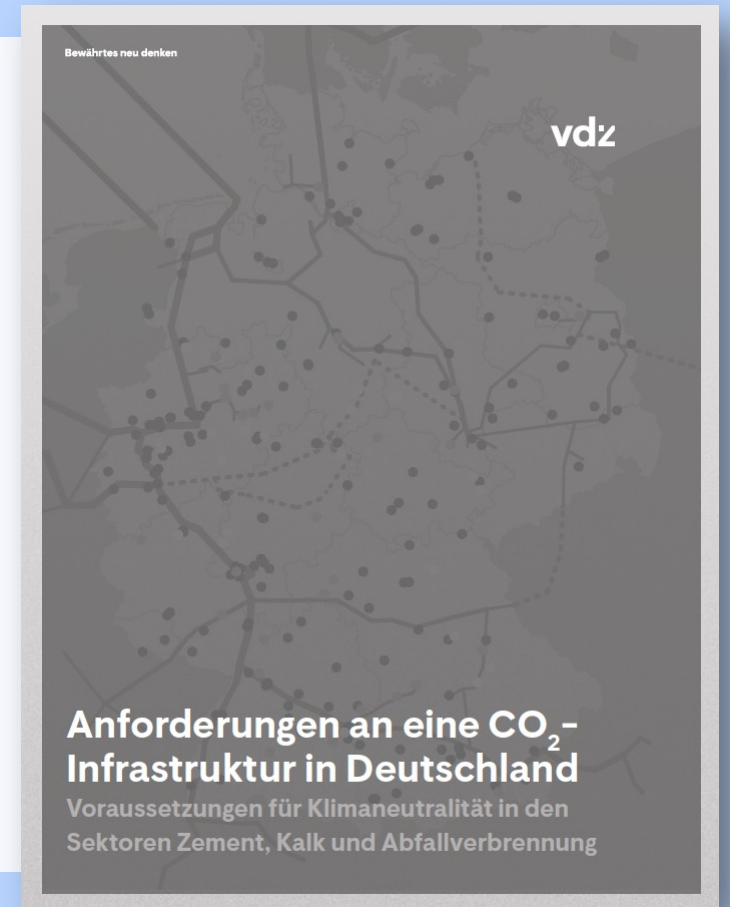 Bewährtes neu denken
vdz
Anforderungen an eine CO₂-
Infrastruktur in Deutschland
Voraussetzungen für Klimaneutralität in den
Sektoren Zement, Kalk und Abfallverbrennung